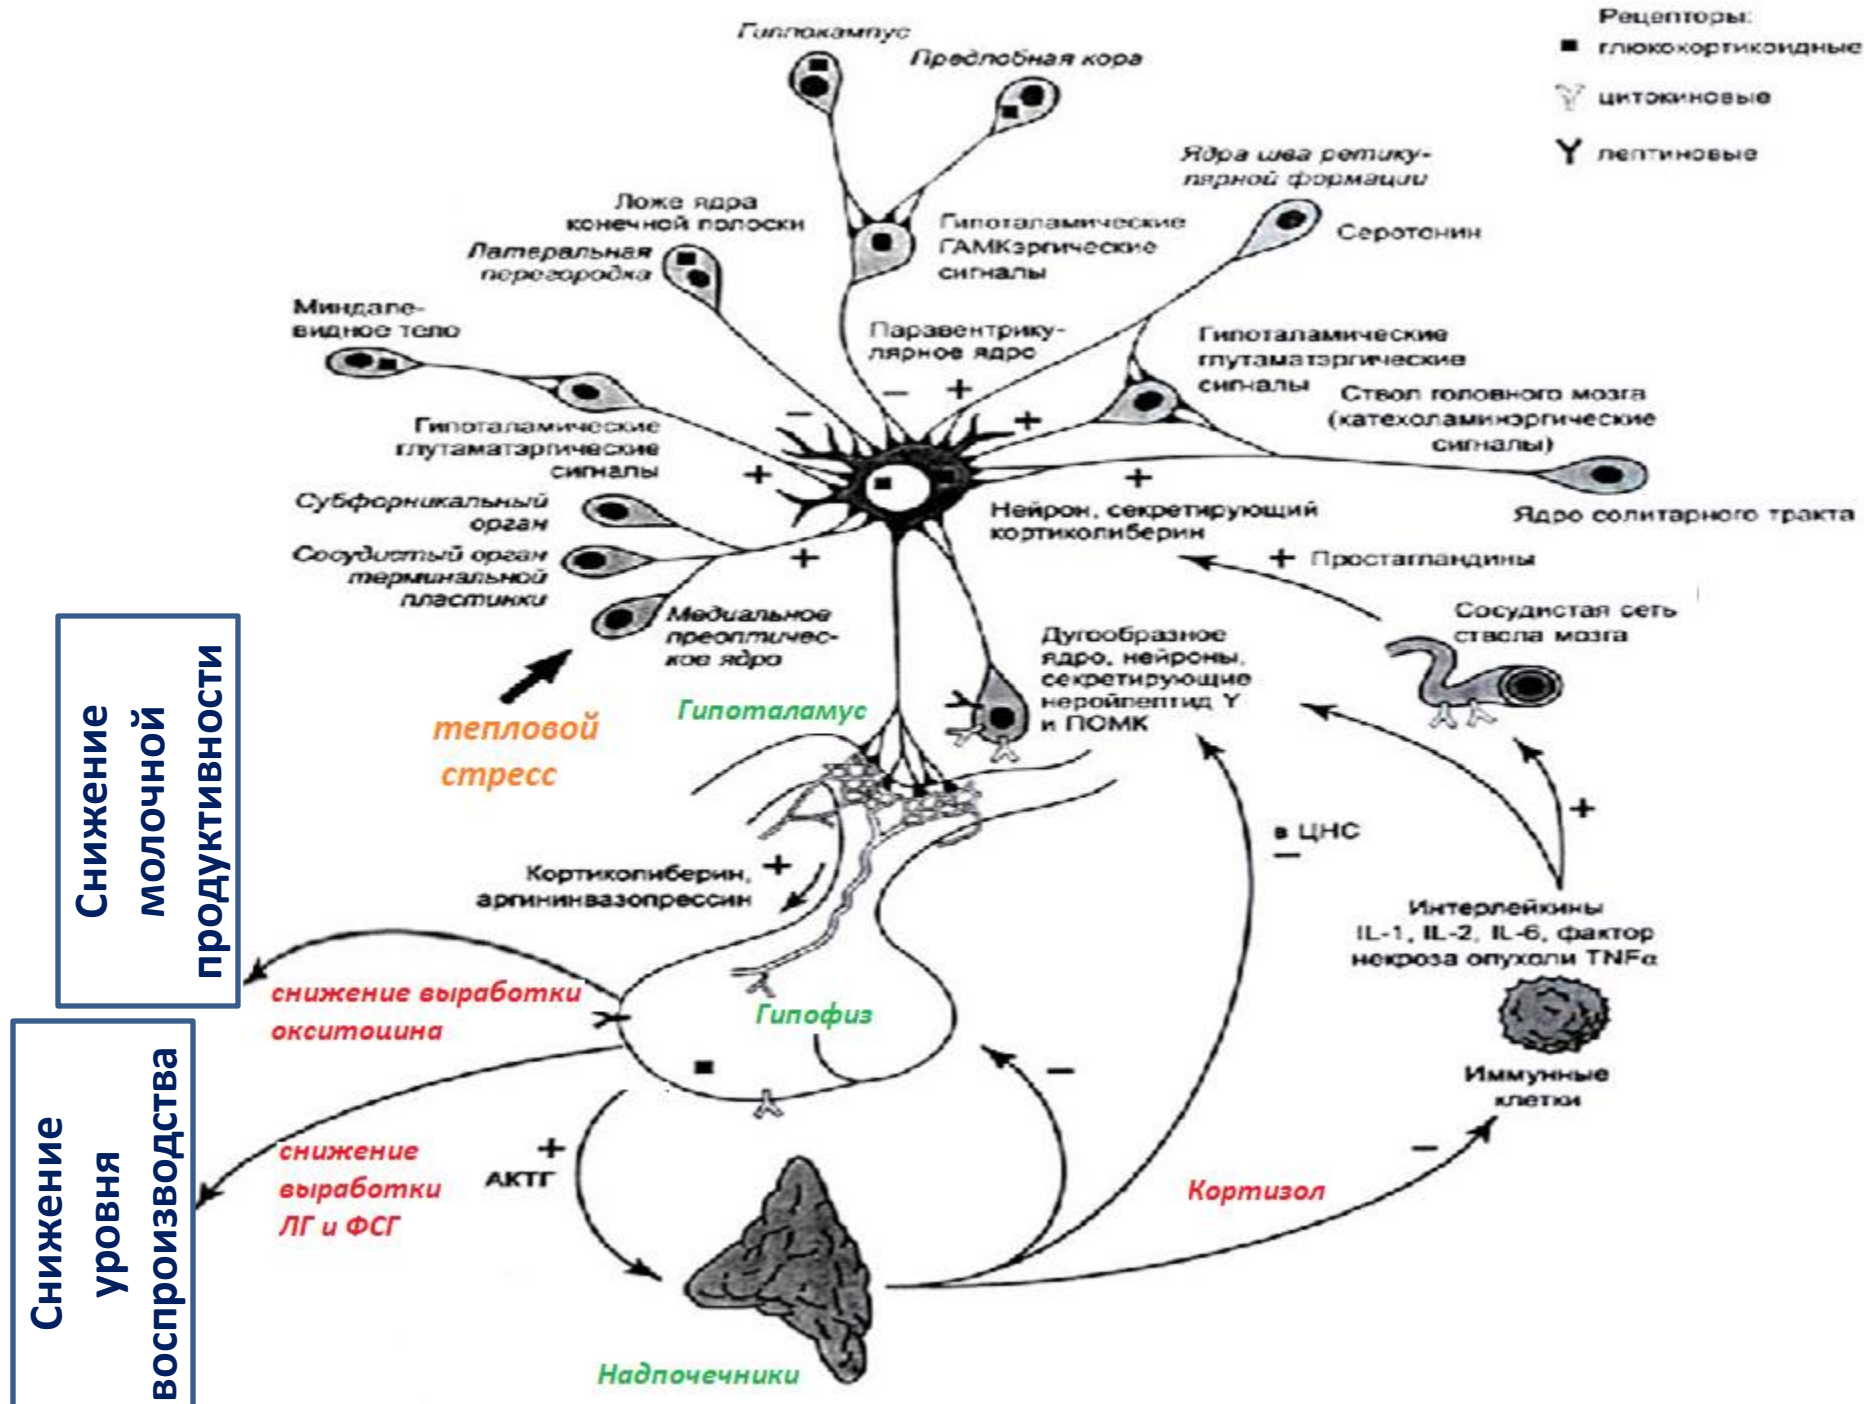 Рецепторы:
глюкокортикоидные
цитокиновые
лептиновые
Гиппокампус
Предлобная кора
Ядра шва ретику-
лярной формации
Серотонин
Ложе ядра
конечной полоски
Латеральная
перегородка
Гипоталамические
ГАМКэргические
сигналы
Миндале-
видное тело
Паравентрику-
лярное ядро
Гипоталамические
глутаматэргические
сигналы
Ствол головного мозга
(катехоламинэргические
сигналы)
Гипоталамические
глутаматэргические
сигналы
– – + +
+ +
Субфорникальный
орган
Нейрон, секретирующий
кортиколиберин
Ядро солитарного тракта
Сосудистый орган
терминальной
пластинки
+
+ Простагландины
Медиальное
преоптичес-
кое ядро
Сосудистая сеть
ствола мозга
Дугообразное
ядро, нейроны,
секретирующие
неройпептид Y
и ПОМК
тепловой
стресс
Гипоталамус
Снижение
молочной
продуктивности
в ЦНС
–
+
Кортиколиберин, +
аргининвазопрессин
Интерлейкины
IL-1, IL-2, IL-6, фактор
некроза опухоли TNFα
снижение выработки
окситоцина
Гипофиз
Иммунные
клетки
Снижение
уровня
воспроизводства
снижение
выработки
ЛГ и ФСГ
+
АКТГ
–
–
Кортизол
Надпочечники